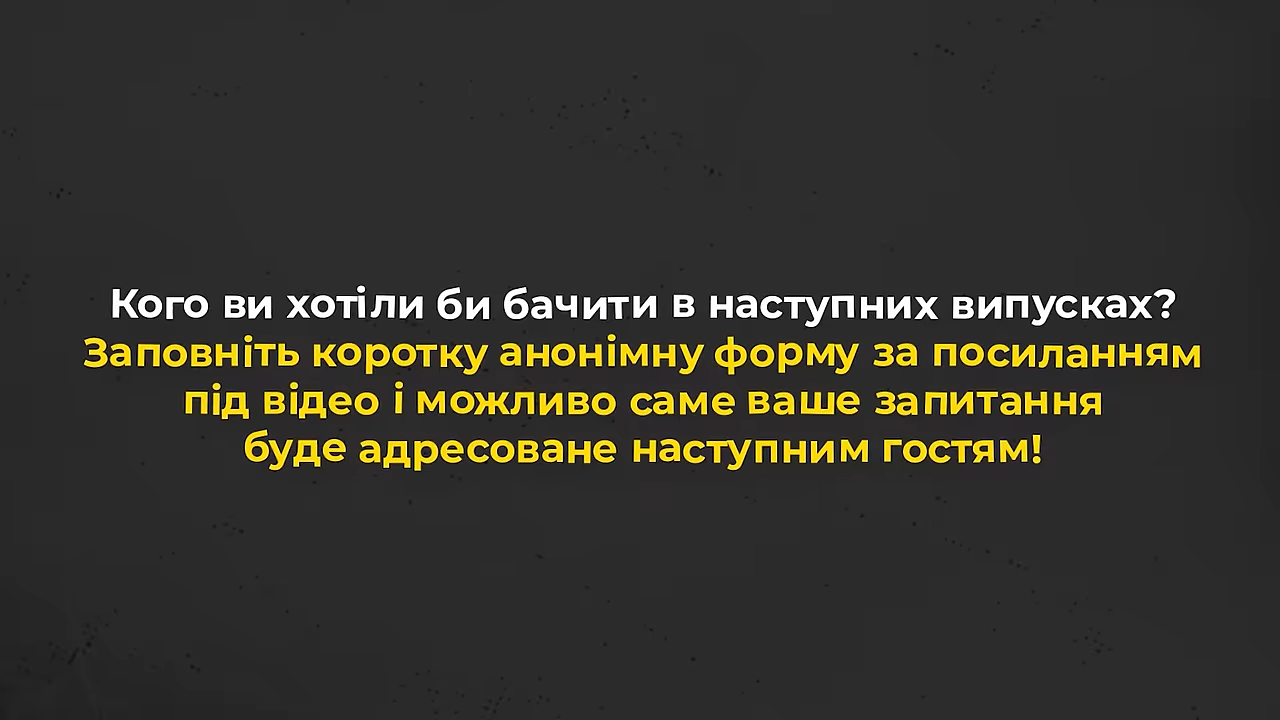 Кого ви хотіли би бачити в наступних випусках?
Заповніть коротку анонімну форму за посиланням
під відео і можливо саме ваше запитання
буде адресоване наступним гостям!